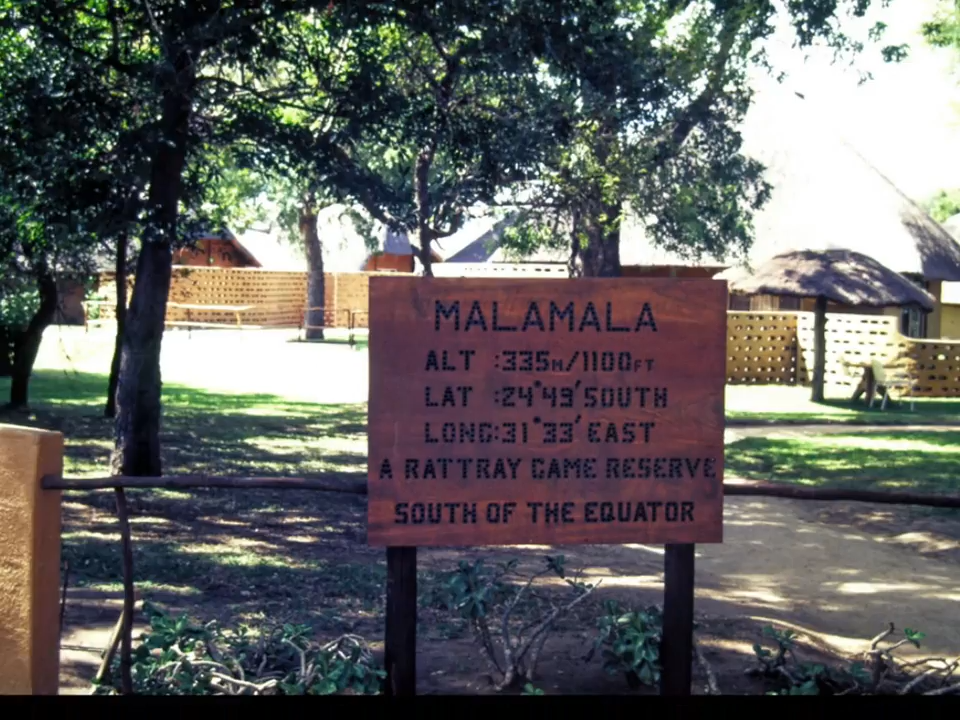 MALAMALA
ALT :335M/1100FT
LAT :24°49'SOUTH
LONG:31°33'EAST
A RATTRAY GAME RESERVE
SOUTH OF THE EQUATOR